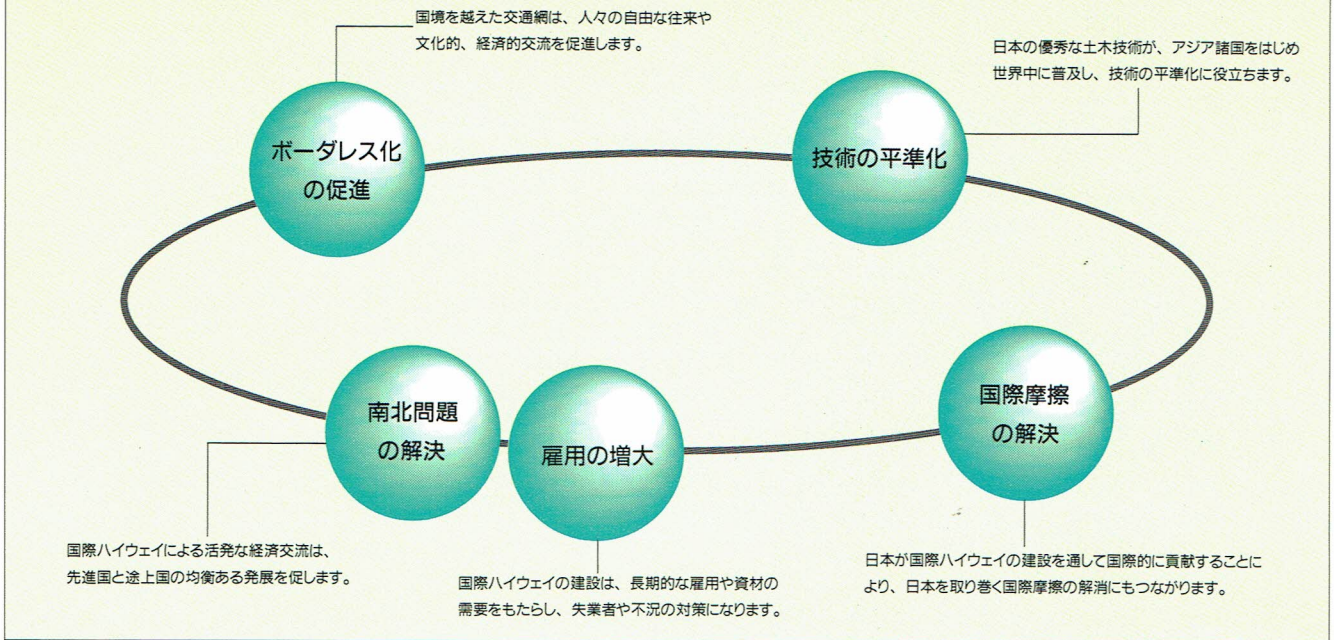 国境を越えた交通網は、人々の自由な往来や
文化的、経済的交流を促進します。
日本の優秀な土木技術が、アジア諸国をはじめ
世界中に普及し、技術の平準化に役立ちます。
ボーダレス化
の促進
技術の平準化
南北問題
の解決
雇用の増大
国際摩擦
の解決
国際ハイウェイによる活発な経済交流は、
先進国と途上国の均衡ある発展を促します。
国際ハイウェイの建設は、長期的な雇用や資材の
需要をもたらし、失業者や不況の対策になります。
日本が国際ハイウェイの建設を通して国際的に貢献することに
より、日本を取り巻く国際摩擦の解消にもつながります。